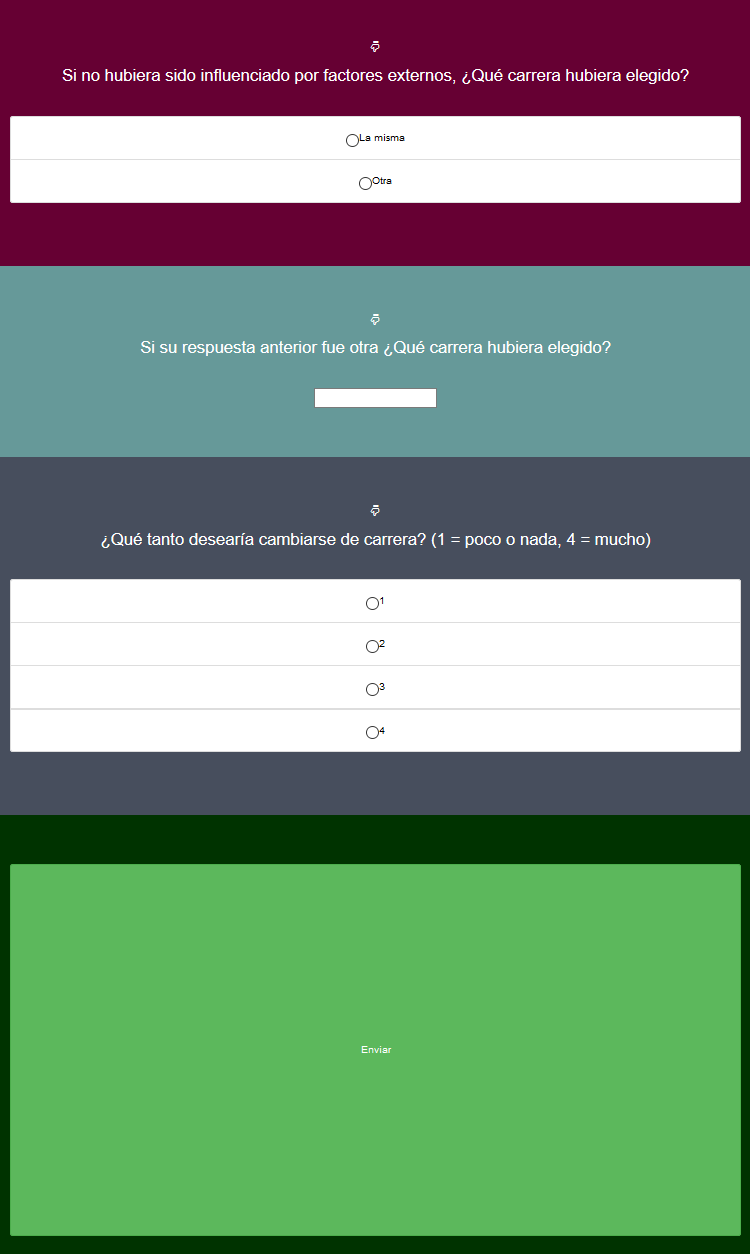 Si no hubiera sido influenciado por factores externos, ¿Qué carrera hubiera elegido?
La misma
Otra
Si su respuesta anterior fue otra ¿Qué carrera hubiera elegido?
¿Qué tanto desearía cambiarse de carrera? (1 = poco o nada, 4 = mucho)
1
2
3
4
Enviar